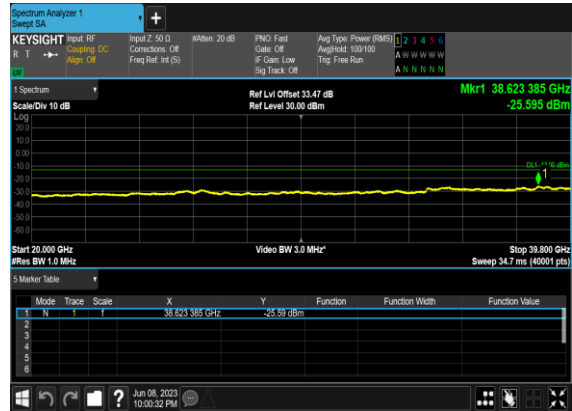 Spectrum Analyzer 1
Swept SA
+
KEYSIGHT Input: RF Input Z: 50 Ω #Atten: 20 dB PNO: Fast Avg Type: Power (RMS) 1 2 3 4 5 6
R T Coupling: DC Corrections: Off Gate: Off Avg|Hold: 100/100 A W W W W W
Align: Off Freq Ref: Int (S) IF Gain: Low Trig: Free Run
LW Sig Track: Off A N N N N N
1 Spectrum Ref Lvl Offset 33.47 dB Mkr1 38.623 385 GHz
Scale/Div 10 dB Ref Level 30.00 dBm -25.595 dBm
Log
20.0
10.0
0.00
-10.0
-20.0
-30.0
-40.0
-50.0
-60.0
1
Start 20.000 GHz Video BW 3.0 MHz* Stop 39.800 GHz
#Res BW 1.0 MHz Sweep 34.7 ms (40001 pts)
5 Marker Table
Mode Trace Scale X Y Function Function Width Function Value
1 N 1 f 38.623 385 GHz -25.59 dBm
2
3
4
5
6
? Jun 08, 2023
10:00:32 PM